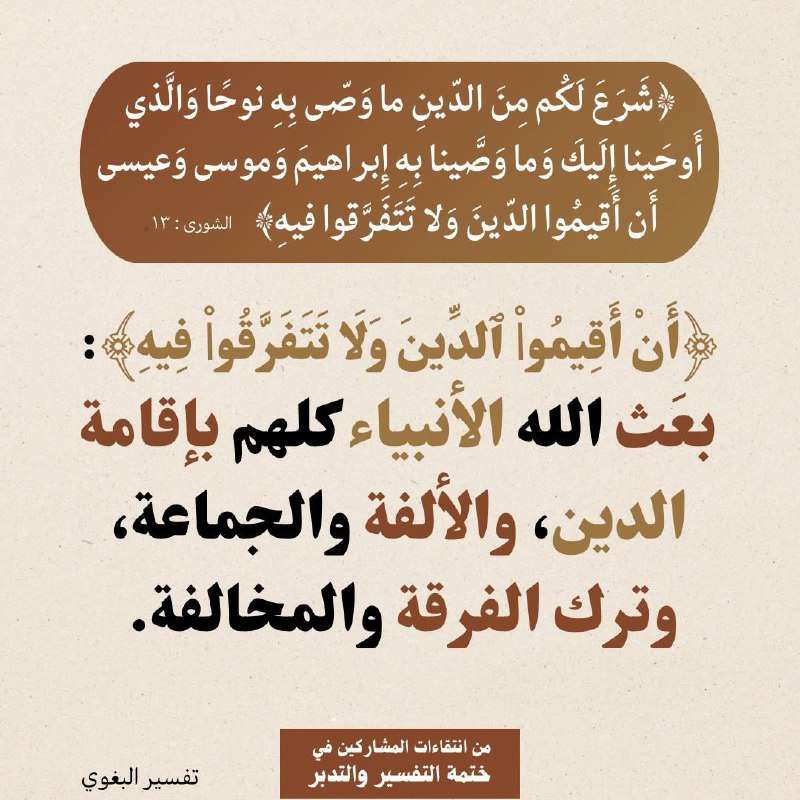 ﴿شَرَعَ لَكُم مِنَ الدّينِ ما وَصّى بِهِ نوحًا وَالَّذي
أَوحَينا إِلَيكَ وَما وَصَّينا بِهِ إِبراهيمَ وَموسى وَعيسى
أَن أَقيمُوا الدّينَ وَلا تَتَفَرَّقوا فيهِ﴾ الشورى : ١٣.
﴿أَنْ أَقِيمُوا۟ ٱلدِّينَ وَلَا تَتَفَرَّقُوا۟ فِيهِ﴾:
بعَث الله الأنبياء كلهم بإقامة
الدين، والألفة والجماعة،
وترك الفرقة والمخالفة.
من انتقاءات المشاركين في
ختمة التفسير والتدبر
تفسير البغوي